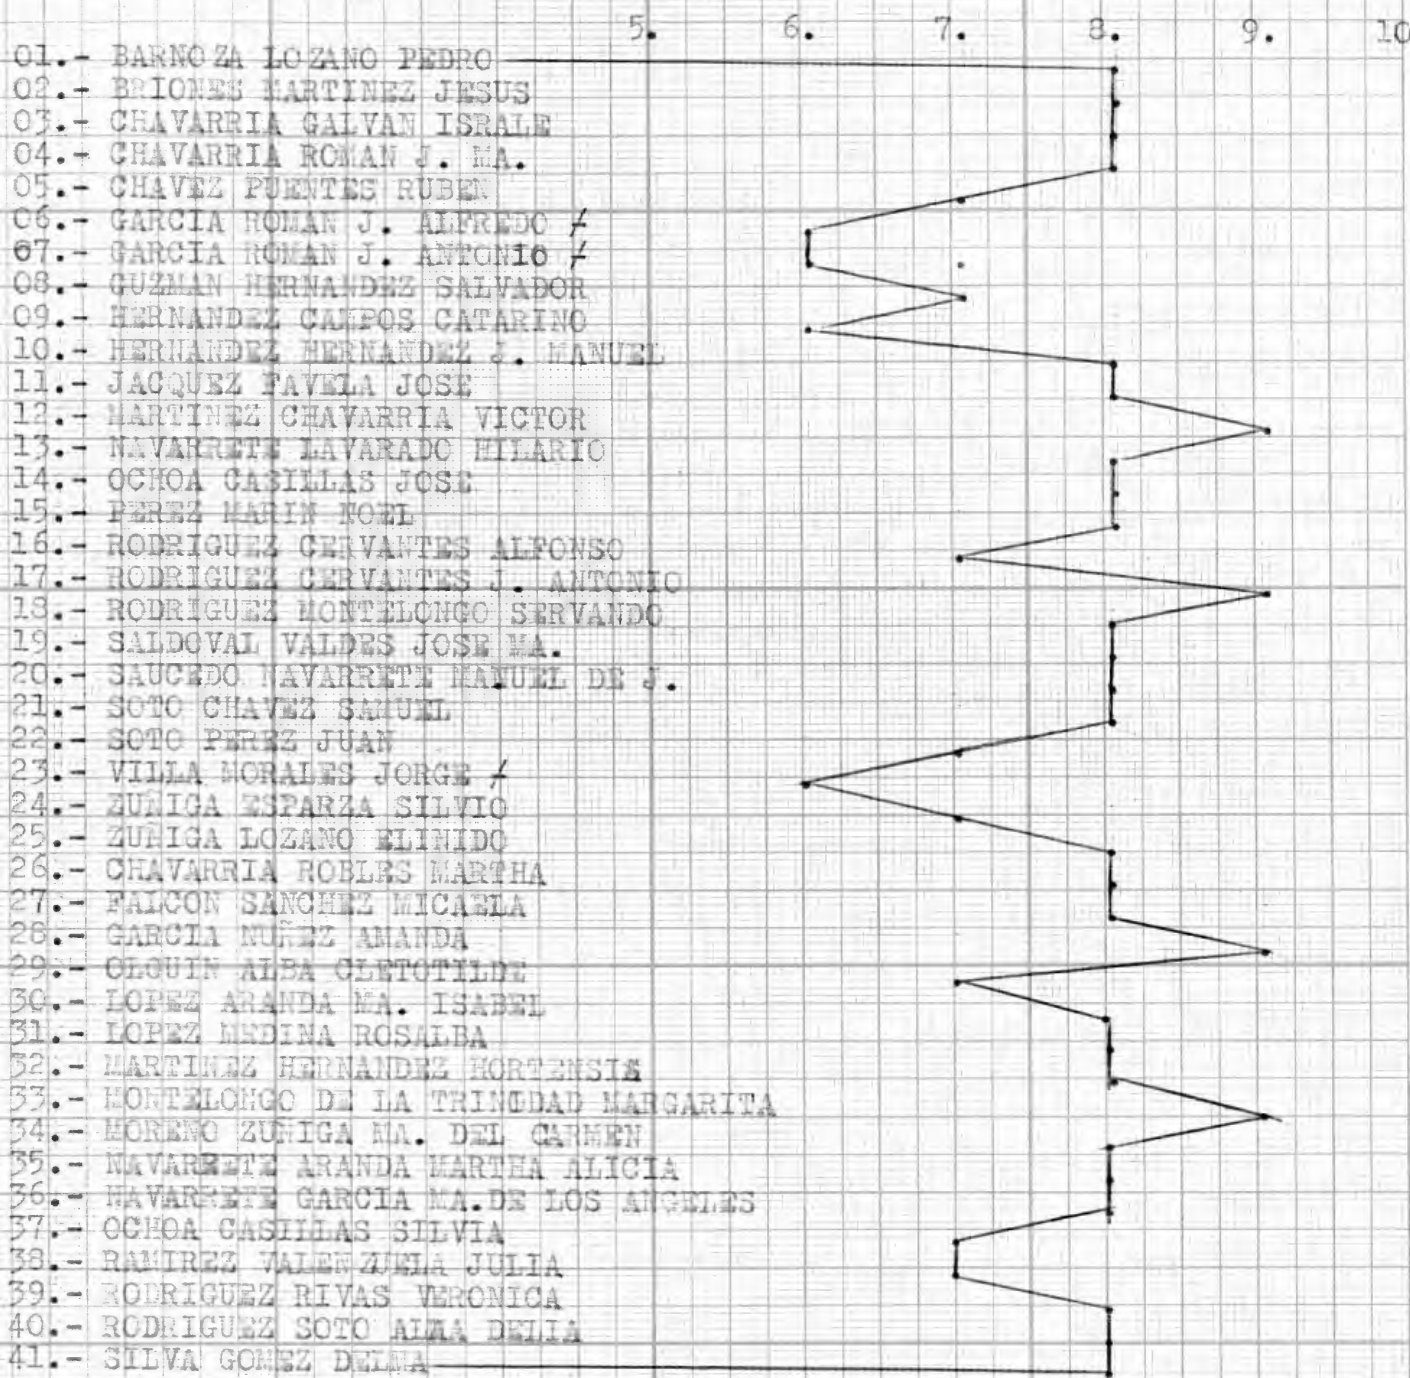 5. 6. 7. 8. 9. 10
01.- BARNOZA LOZANO PEDRO
02.- BRIONES MARTINEZ JESUS
03.- CHAVARRIA GALVAN ISRALE
04.- CHAVARRIA ROMAN J. MA.
05.- CHAVEZ PUENTES RUBEN
06.- GARCIA ROMAN J. ALFREDO /
07.- GARCIA ROMAN J. ANTONIO /
08.- GUZMAN HERNANDEZ SALVADOR
09.- HERNANDEZ CAMPOS CATARINO
10.- HERNANDEZ HERNANDEZ J. MANUEL
11.- JACQUEZ FAVELA JOSE
12.- MARTINEZ CHAVARRIA VICTOR
13.- NAVARRETE LAVARADO HILARIO
14.- OCHOA CASILLAS JOSE
15.- PEREZ MARIN NOEL
16.- RODRIGUEZ CERVANTES ALFONSO
17.- RODRIGUEZ CERVANTES J. ANTONIO
18.- RODRIGUEZ MONTELONGO SERVANDO
19.- SALDOVAL VALDES JOSE MA.
20.- SAUCEDO NAVARRETE MANUEL DE J.
21.- SOTO CHAVEZ SAMUEL
22.- SOTO PEREZ JUAN
23.- VILLA MORALES JORGE /
24.- ZUÑIGA ESPARZA SILVIO
25.- ZUÑIGA LOZANO ELINIDO
26.- CHAVARRIA ROBLES MARTHA
27.- FALCON SANCHEZ MICAELA
28.- GARCIA NUÑEZ AMANDA
29.- OLGUIN ALBA CLETOTILDE
30.- LOPEZ ARANDA MA. ISABEL
31.- LOPEZ MEDINA ROSALBA
32.- MARTINEZ HERNANDEZ HORTENSIA
33.- MONTELONGO DE LA TRINIDAD MARGARITA
34.- MORENO ZUÑIGA MA. DEL CARMEN
35.- NAVARRETE ARANDA MARTHA ALICIA
36.- NAVARRETE GARCIA MA.DE LOS ANGELES
37.- OCHOA CASILLAS SILVIA
38.- RAMIREZ VALENZUELA JULIA
39.- RODRIGUEZ RIVAS VERONICA
40.- RODRIGUEZ SOTO ALMA DELIA
41.- SILVA GOMEZ DELMA